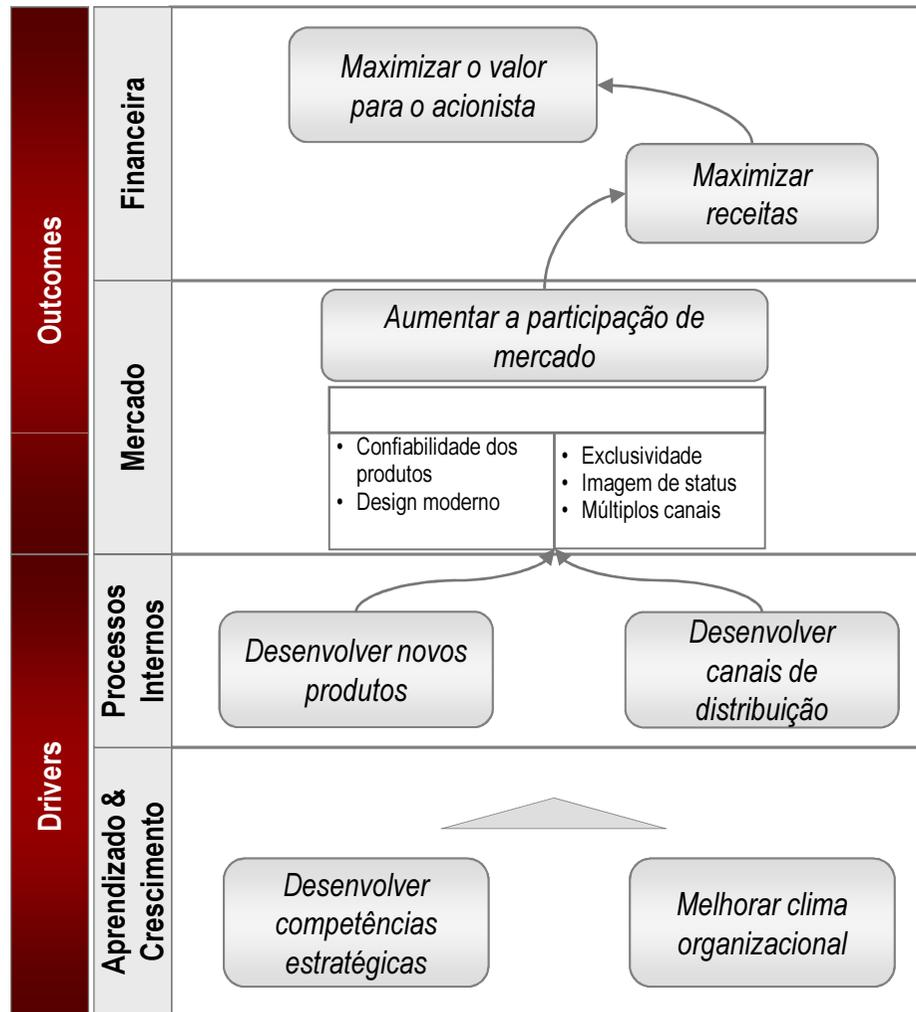 Outcomes
Drivers
Financeira
Maximizar o valor
para o acionista
Maximizar
receitas
Mercado
Aumentar a participação de
mercado
• Confiabilidade dos
produtos
• Design moderno
• Exclusividade
• Imagem de status
• Múltiplos canais
Processos
Internos
Desenvolver novos
produtos
Desenvolver
canais de
distribuição
Aprendizado &
Crescimento
Desenvolver
competências
estratégicas
Melhorar clima
organizacional